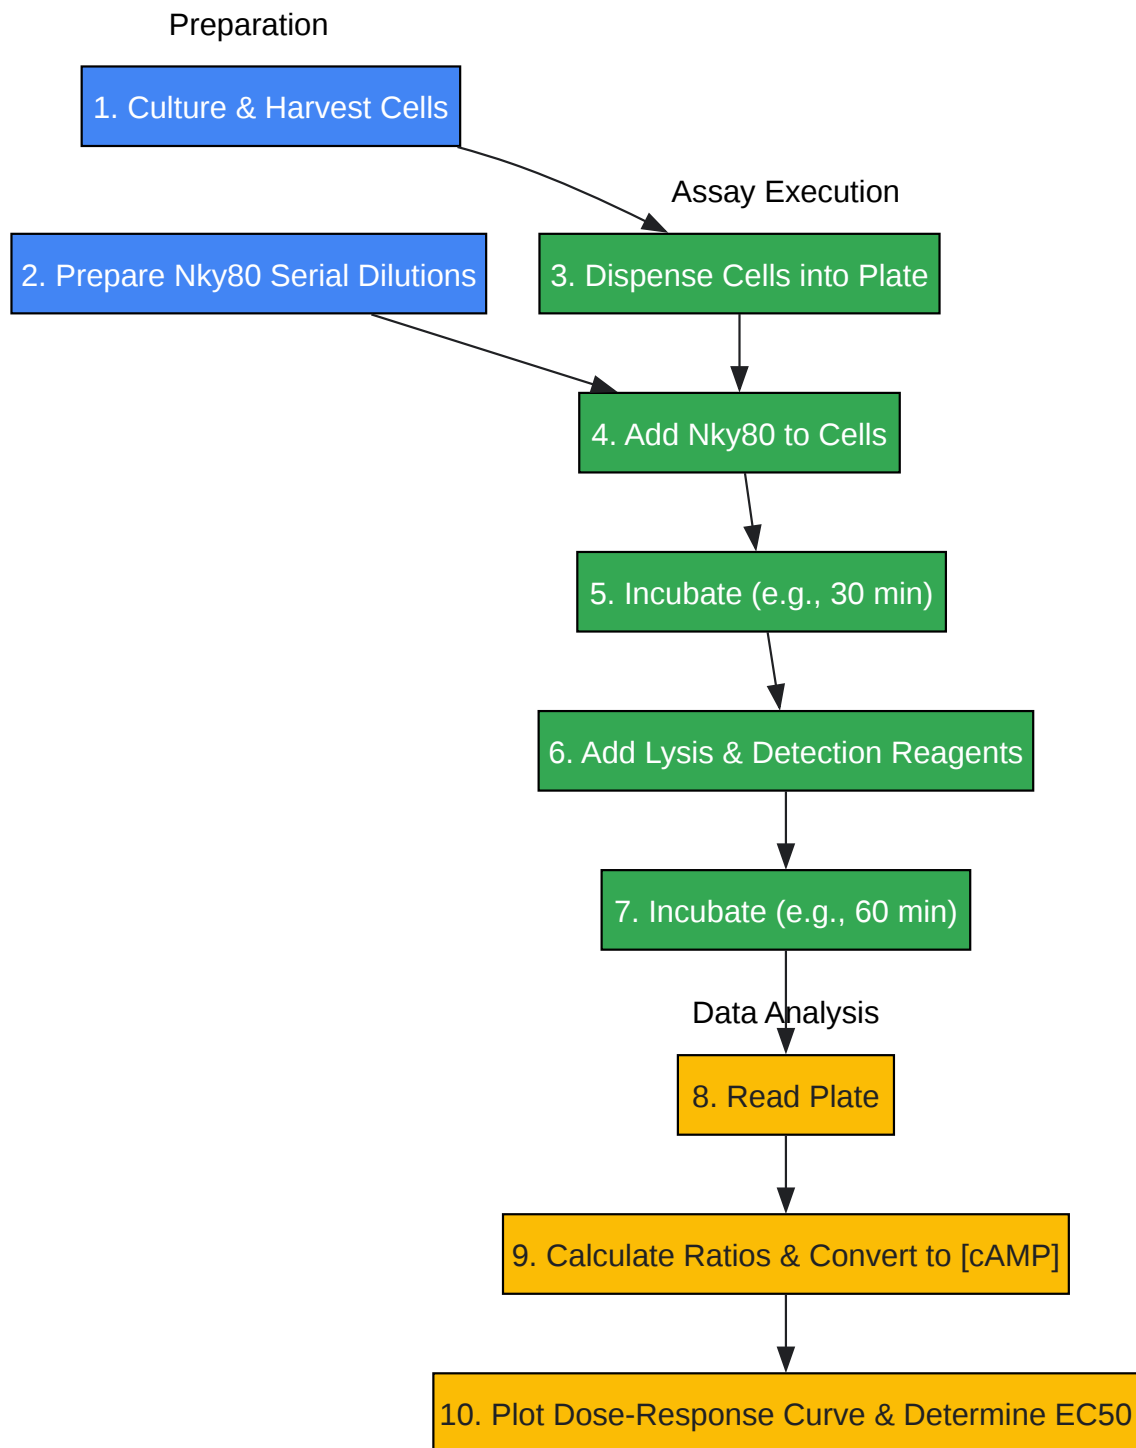 Preparation
1. Culture & Harvest Cells
Assay Execution
2. Prepare Nky80 Serial Dilutions
3. Dispense Cells into Plate
4. Add Nky80 to Cells
5. Incubate (e.g., 30 min)
6. Add Lysis & Detection Reagents
7. Incubate (e.g., 60 min)
Data Analysis
8. Read Plate
9. Calculate Ratios & Convert to [cAMP]
10. Plot Dose-Response Curve & Determine EC50